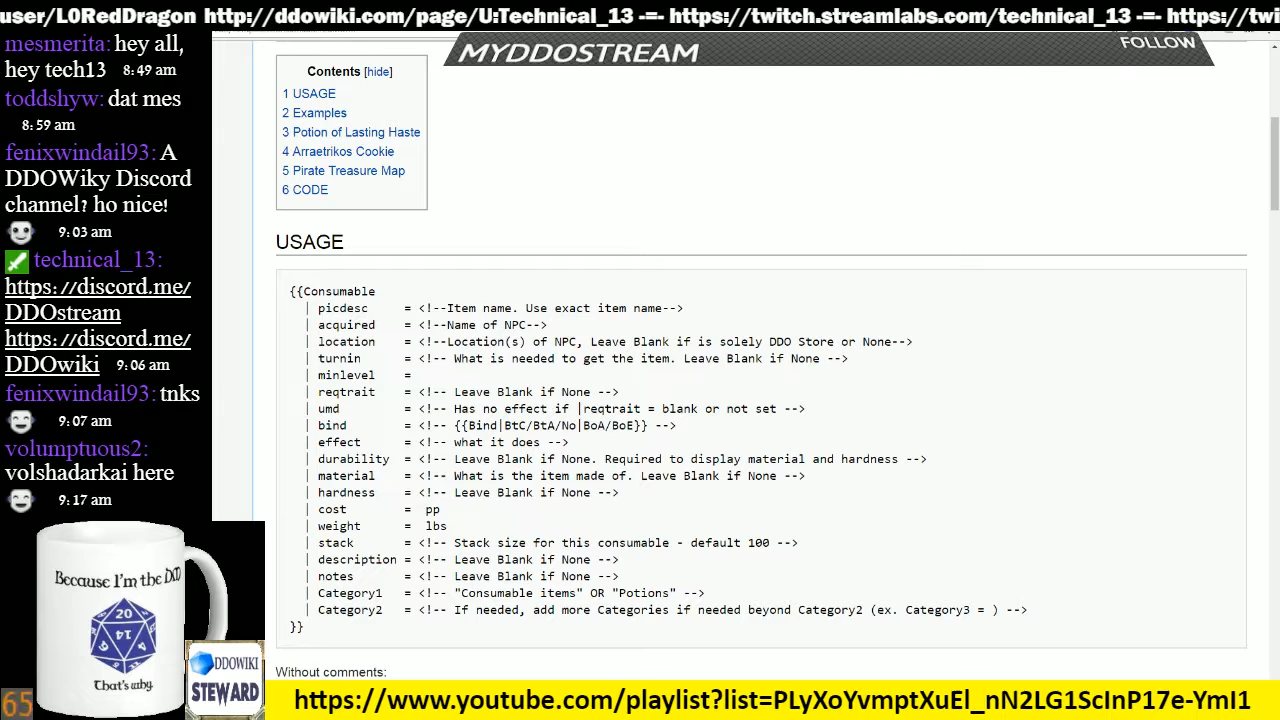 user/L0RedDragon http://ddowiki.com/page/U:Technical_13 -=- https://twitch.streamlabs.com/technical_13 -=- https://twi
mesmerita: hey all,
hey tech13 8:49 am
toddshyw: dat mes
8:59 am
fenixwindail93: A
DDOWiky Discord
channel? ho nice!
9:03 am
technical_13:
https://discord.me/
DDOstream
https://discord.me/
DDOwiki 9:06 am
fenixwindail93: tnks
9:07 am
volumptuous2:
volshadarkai here
9:17 am
Because I'm the DM
20
14
That's why.
DDOWIKI
STEWARD
65
MYDDOSTREAM
FOLLOW
Contents [hide]
1 USAGE
2 Examples
3 Potion of Lasting Haste
4 Arraetrikos Cookie
5 Pirate Treasure Map
6 CODE
USAGE
{{Consumable
| picdesc = <!--Item name. Use exact item name-->
| acquired = <!--Name of NPC-->
| location = <!--Location(s) of NPC, Leave Blank if is solely DDO Store or None-->
| turnin = <!-- What is needed to get the item. Leave Blank if None -->
| minlevel =
| reqtrait = <!-- Leave Blank if None -->
| umd = <!-- Has no effect if |reqtrait = blank or not set -->
| bind = <!-- {{Bind|BtC/BtA/No|BoA/BoE}} -->
| effect = <!-- what it does -->
| durability = <!-- Leave Blank if None. Required to display material and hardness -->
| material = <!-- What is the item made of. Leave Blank if None -->
| hardness = <!-- Leave Blank if None -->
| cost = pp
| weight = lbs
| stack = <!-- Stack size for this consumable - default 100 -->
| description = <!-- Leave Blank if None -->
| notes = <!-- Leave Blank if None -->
| Category1 = <!-- "Consumable items" OR "Potions" -->
| Category2 = <!-- If needed, add more Categories if needed beyond Category2 (ex. Category3 = ) -->
}}
Without comments:
https://www.youtube.com/playlist?list=PLyXoYvmptXuEl_nN2LG1ScInP17e-YmI1